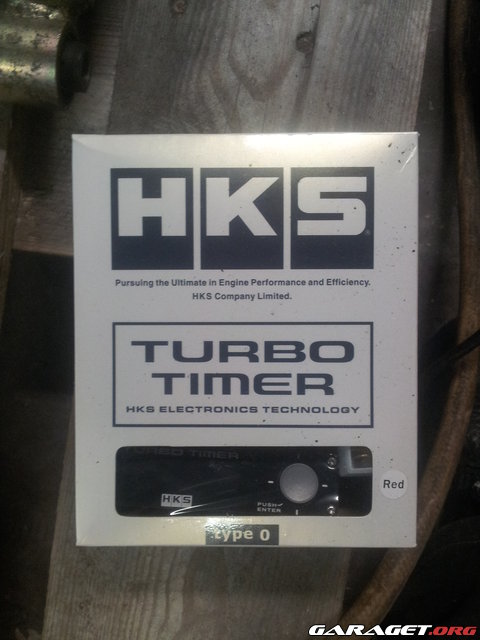 HKS
Pursuing the Ultimate in Engine Performance and Efficiency.
HKS Company Limited.
TURBO
TIMER
HKS ELECTRONICS TECHNOLOGY
TURBO TIMER
HKS
PUSH
ENTER
Red
type 0
GARAGET.ORG